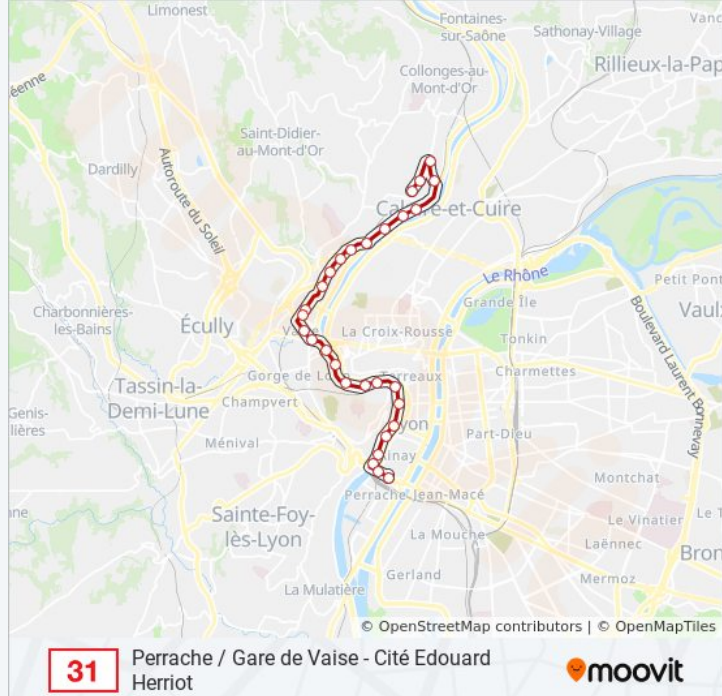 Limonest
Fontaines-
sur-Saône
Sathonay-Village
Vanc
Rillieux-la-Pap
Collonges-au-
Mont-d'Or
éenne
Saint-Didier-
au-Mont-d'Or
Dardilly
Autoroute du Soleil
et-Cuire
Le Rhône
Petit Pont
Grande Île
Charbonnières-
les-Bains
Écully
La Croix-Rousse
Vaulx
Boulevard Laurent Bonnevay
Tonkin
Tassin-la-
Demi-Lune
Gorge de Lo
Terreaux
Charmettes
Champvert
Genis-
lières
Ménival
yon
Part-Dieu
Ainay
Montchat
Perrache
Jean-Macé
nne
Sainte-Foy-
lès-Lyon
La Mouche
Le Vinatier
Le T
Laënnec
Bron
Gerland
Mermoz
La Mulatière
© OpenStreetMap contributors | © OpenMapTiles
31
Perrache / Gare de Vaise - Cité Edouard
Herriot
moovit